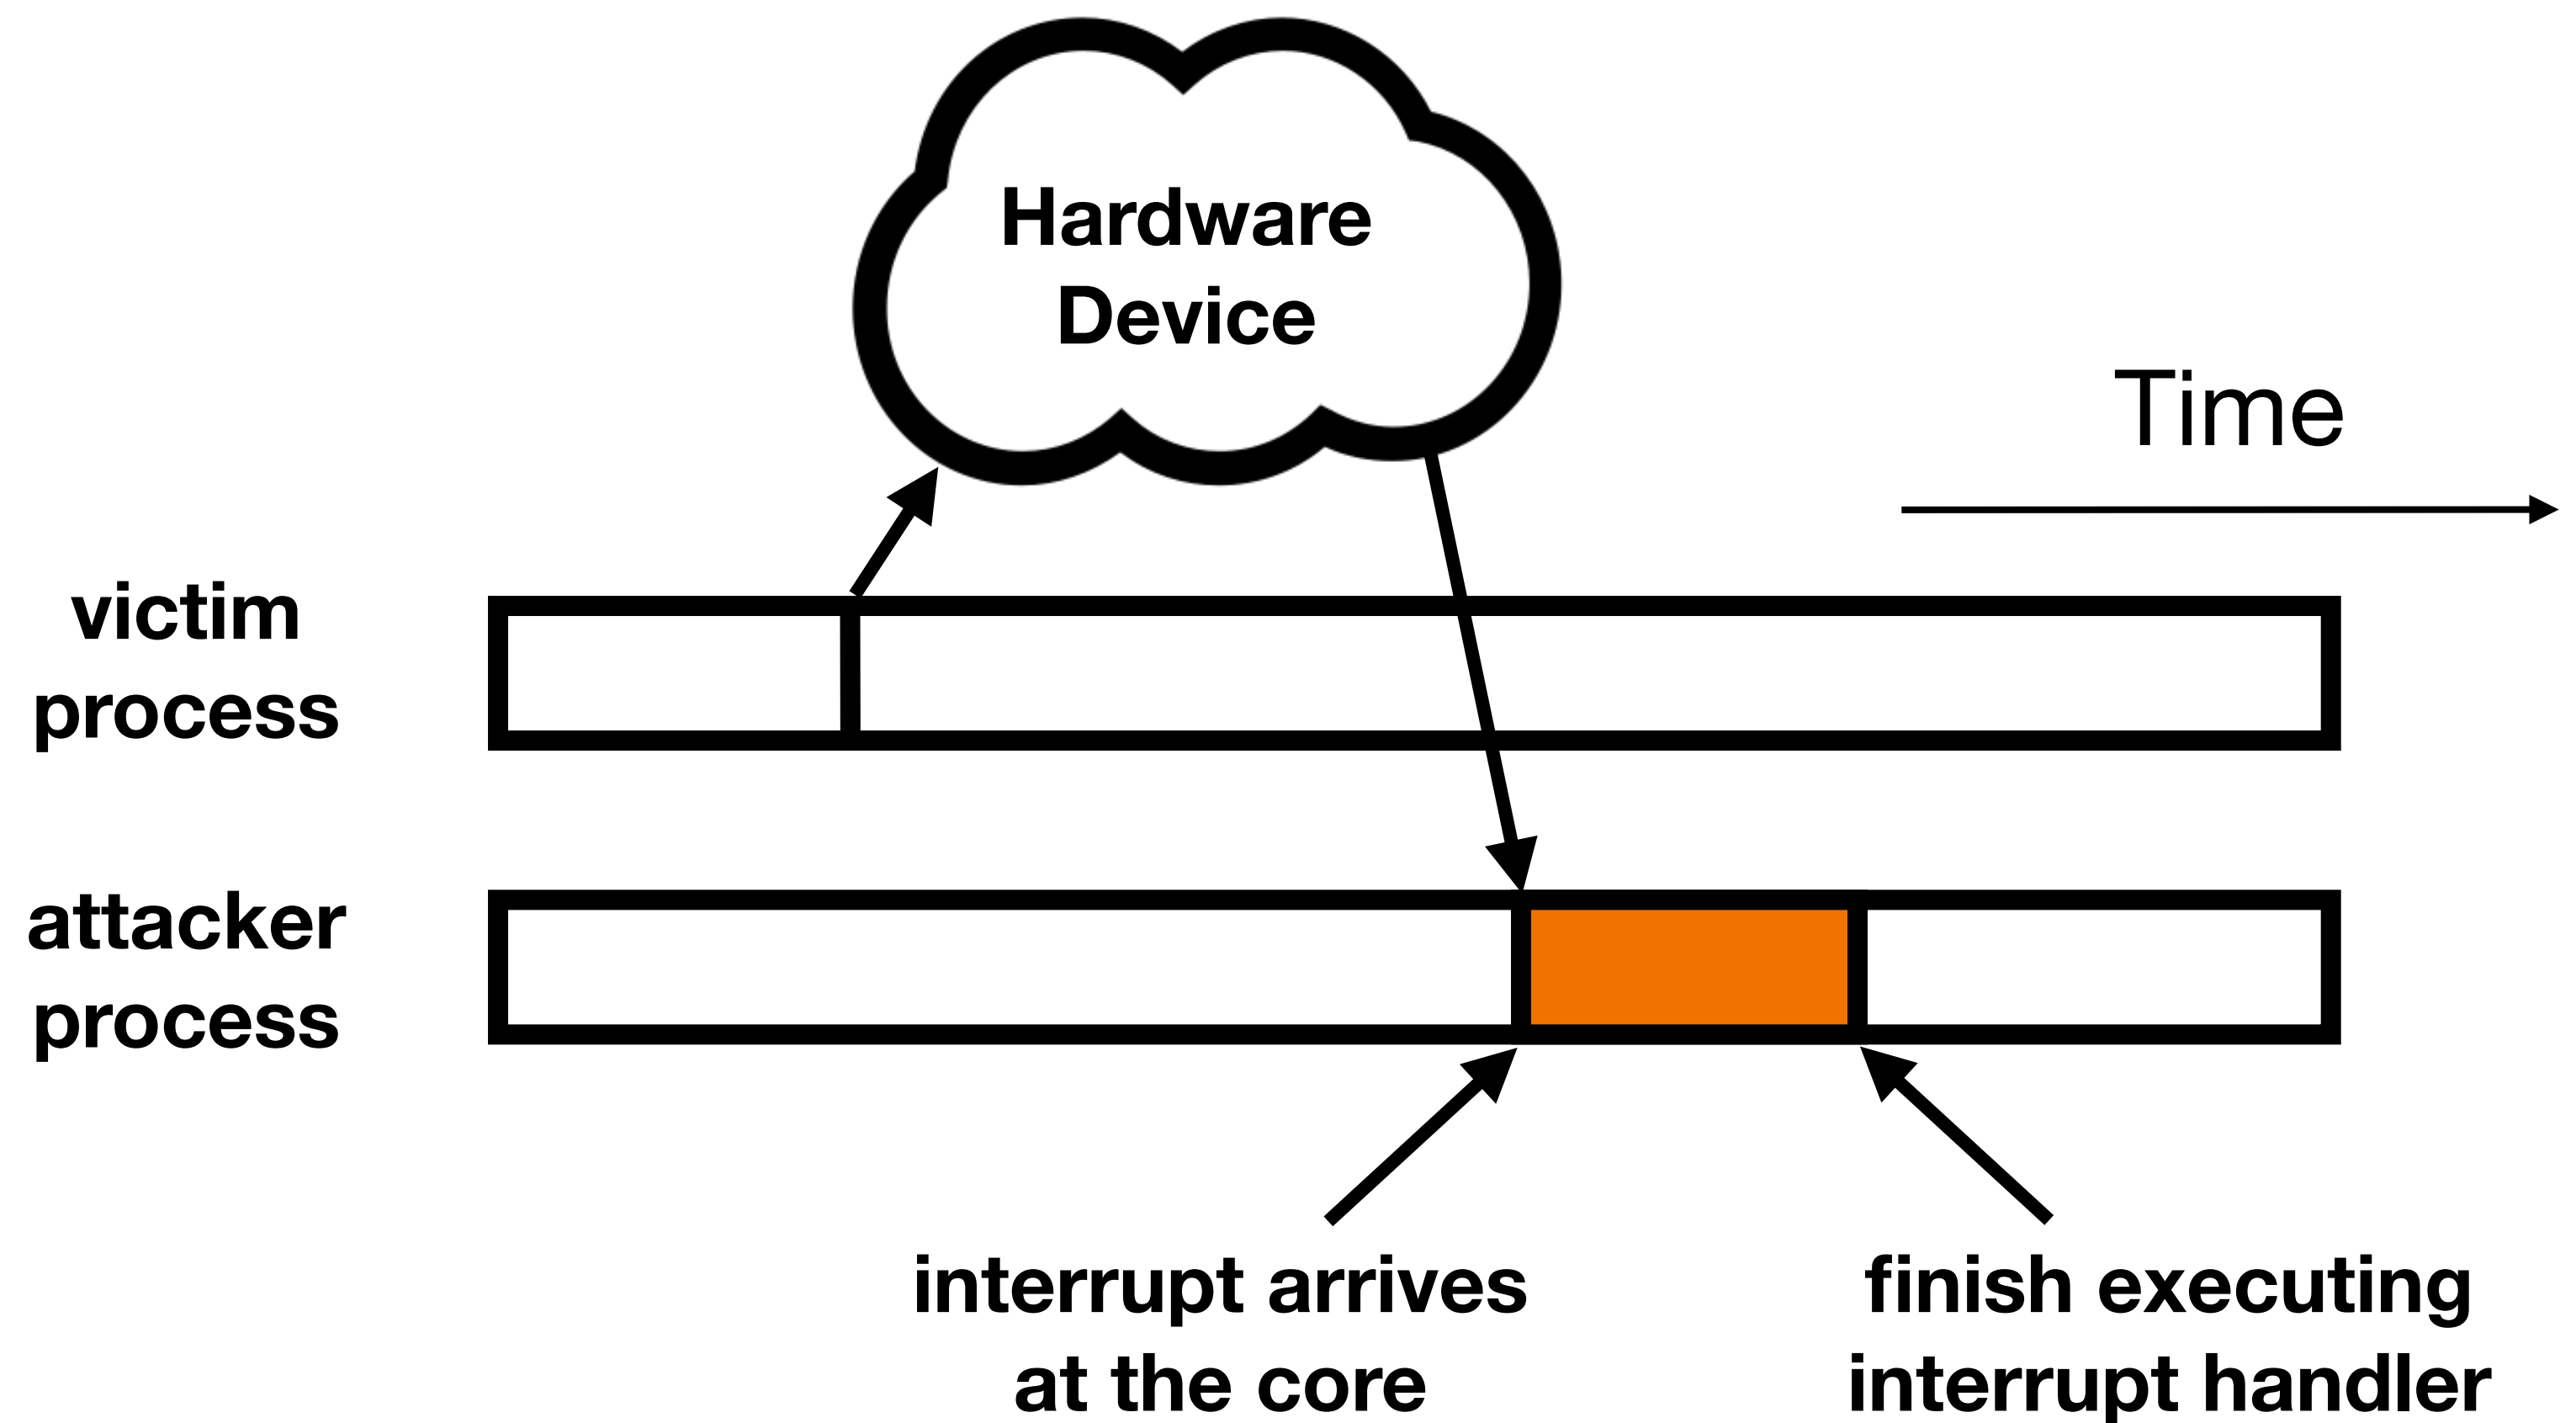 Hardware
Device
Time
victim
process
attacker
process
interrupt arrives
at the core
finish executing
interrupt handler